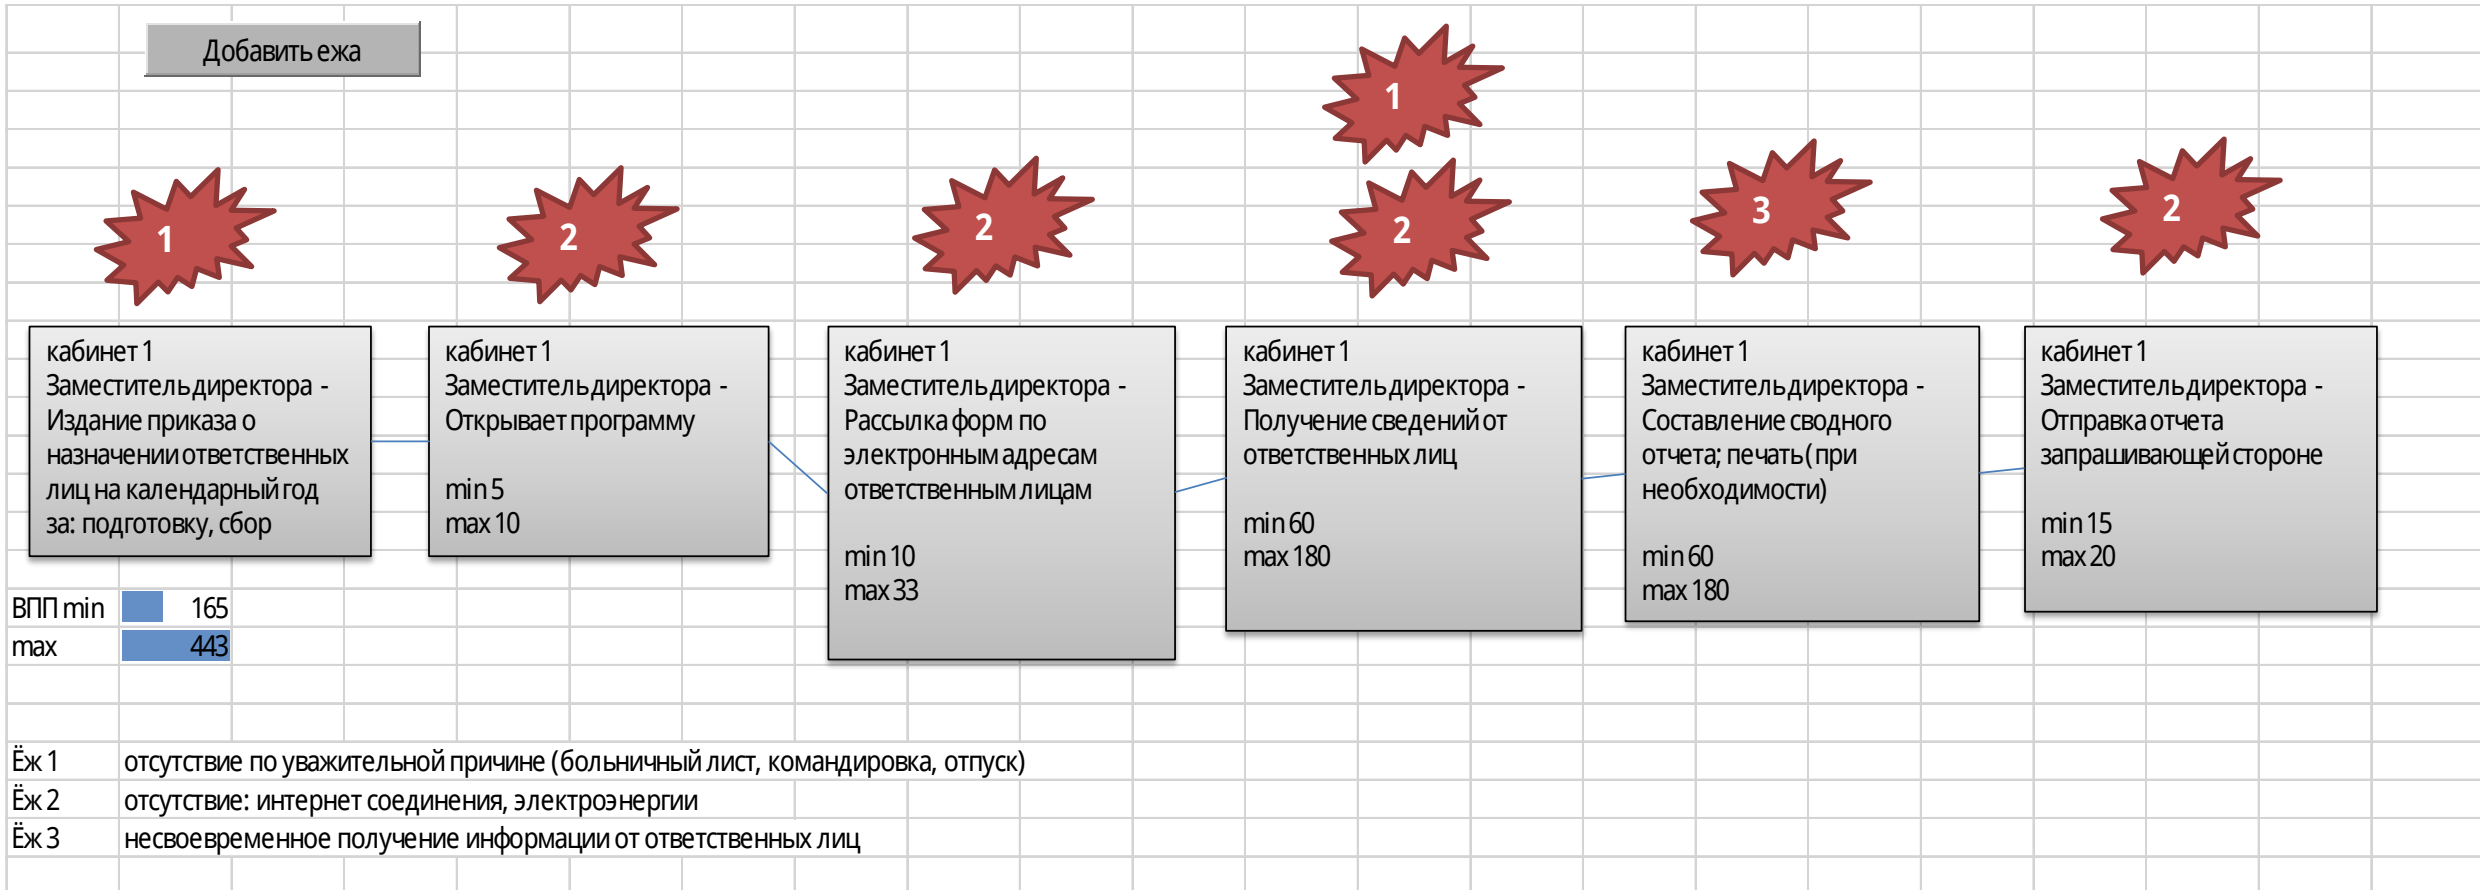 Добавить ежа
1
1
2
2
2
3
2
кабинет 1
Заместитель директора -
Издание приказа о
назначении ответственных
лиц на календарный год
за: подготовку, сбор
кабинет 1
Заместитель директора -
Открывает программу
min 5
max 10
кабинет 1
Заместитель директора -
Рассылка форм по
электронным адресам
ответственным лицам
min 10
max 33
кабинет 1
Заместитель директора -
Получение сведений от
ответственных лиц
min 60
max 180
кабинет 1
Заместитель директора -
Составление сводного
отчета; печать (при
необходимости)
min 60
max 180
кабинет 1
Заместитель директора -
Отправка отчета
запрашивающей стороне
min 15
max 20
ВПП min 165
max 443
Ёж 1 отсутствие по уважительной причине (больничный лист, командировка, отпуск)
Ёж 2 отсутствие: интернет соединения, электроэнергии
Ёж 3 несвоевременное получение информации от ответственных лиц